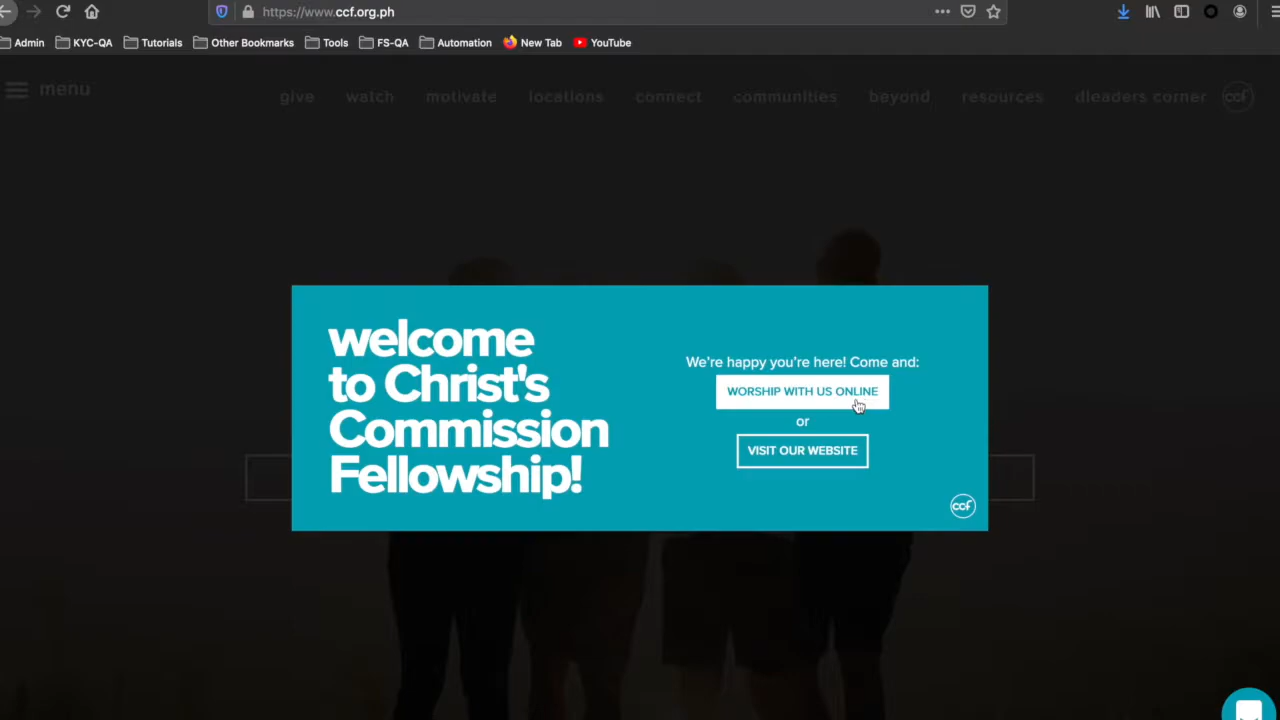 https://www.ccf.org.ph
Admin KYC-QA Tutorials Other Bookmarks Tools FS-QA Automation New Tab YouTube
menu
give watch motivate locations connect communities beyond resources dleaders corner ccf
welcome
to Christ's
Commission
Fellowship!
We're happy you're here! Come and:
WORSHIP WITH US ONLINE
or
VISIT OUR WEBSITE
ccf